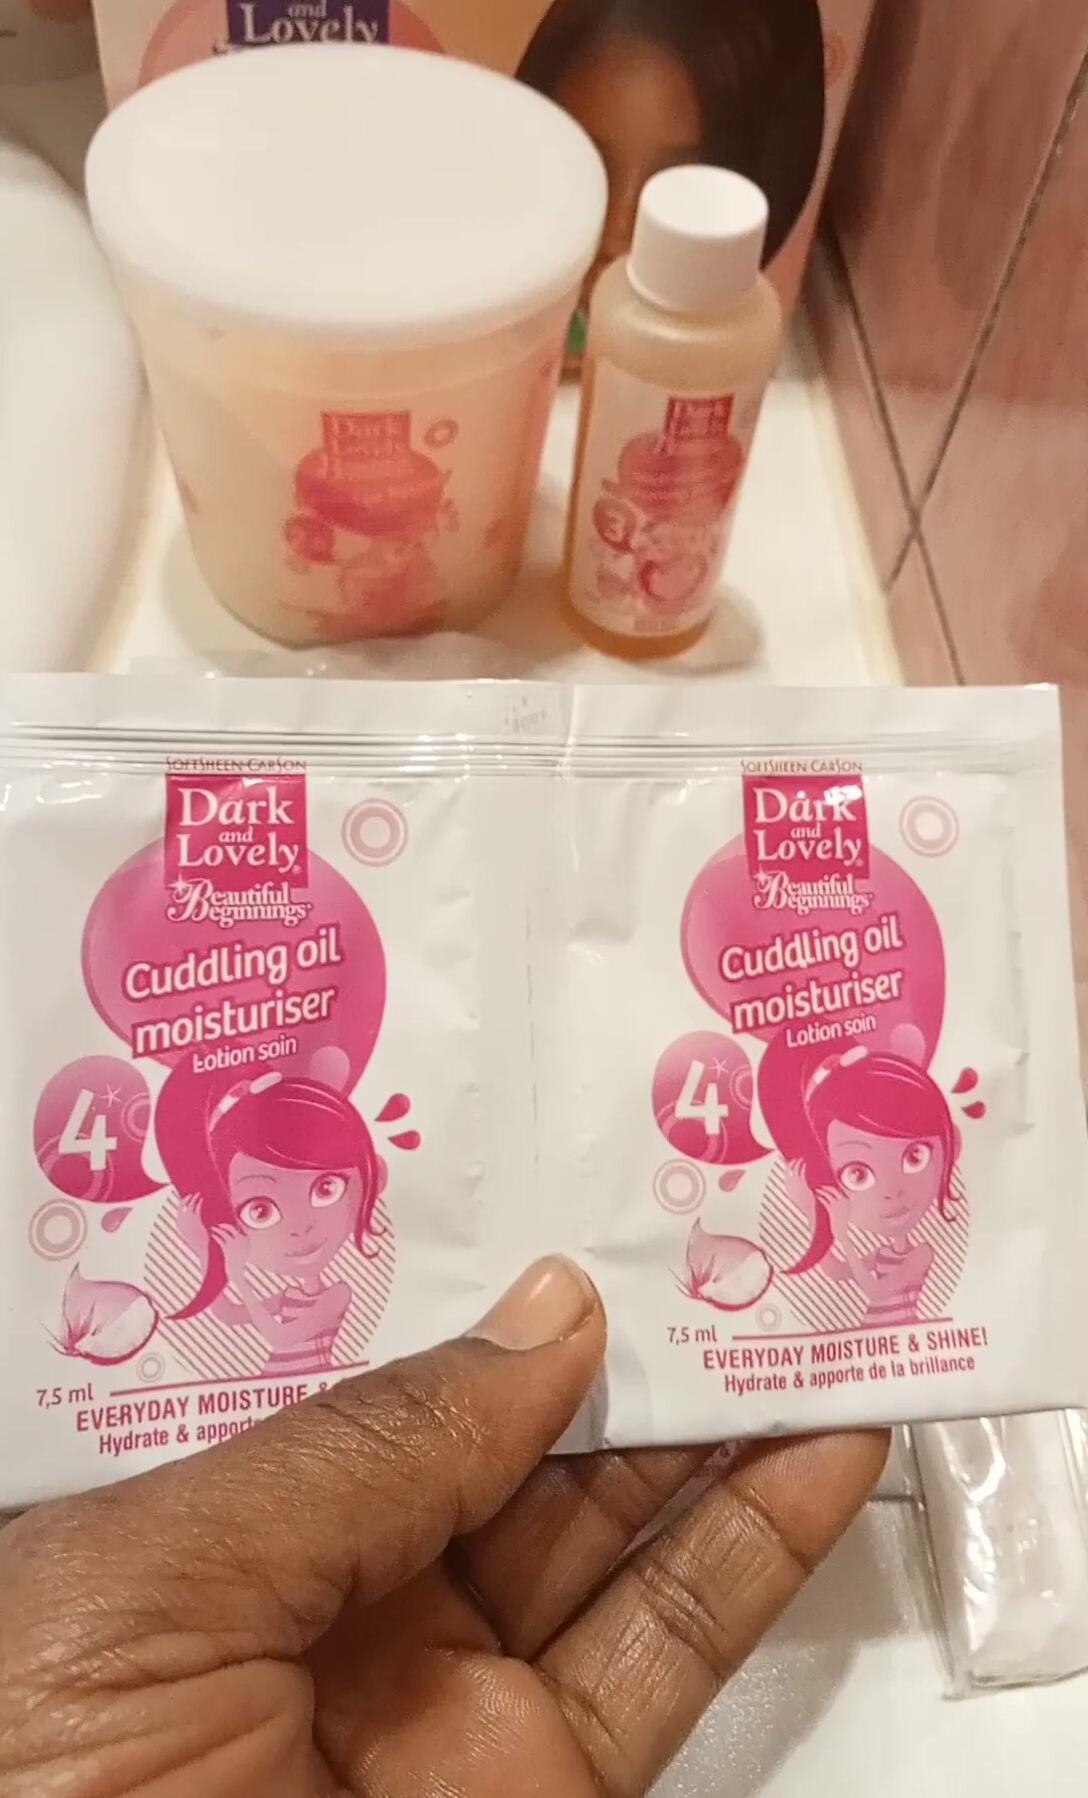 and
Lovely
Dark
3
SOFTSHEEN·CARSON
Dark
and
Lovely®
Beautiful
Beginnings
Cuddling oil
moisturiser
Lotion soin
4
7,5 ml
EVERYDAY MOISTURE
Hydrate &
SOFTSHEEN·CARSON
Dark
and
Lovely®
Beautiful
Beginnings
Cuddling oil
moisturiser
Lotion soin
4
7,5 ml
EVERYDAY MOISTURE & SHINE!
Hydrate & apporte de la brillance